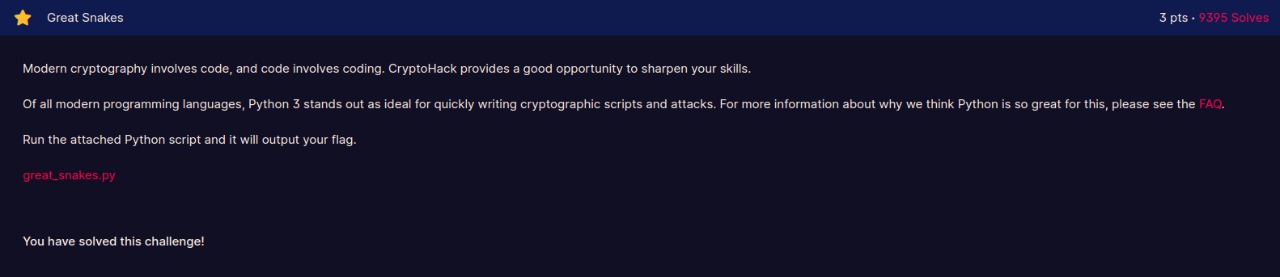 Great Snakes 3 pts · 9395 Solves
Modern cryptography involves code, and code involves coding. CryptoHack provides a good opportunity to sharpen your skills.
Of all modern programming languages, Python 3 stands out as ideal for quickly writing cryptographic scripts and attacks. For more information about why we think Python is so great for this, please see the FAQ.
Run the attached Python script and it will output your flag.
great_snakes.py
You have solved this challenge!